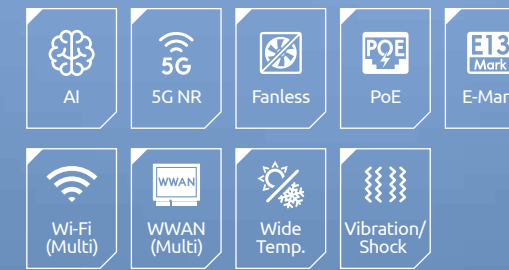 5G
POE
E13
Mark
AI
5G NR
Fanless
PoE
E-Mar
WWAN
Wi-Fi
(Multi)
WWAN
(Multi)
Wide
Temp.
Vibration/
Shock